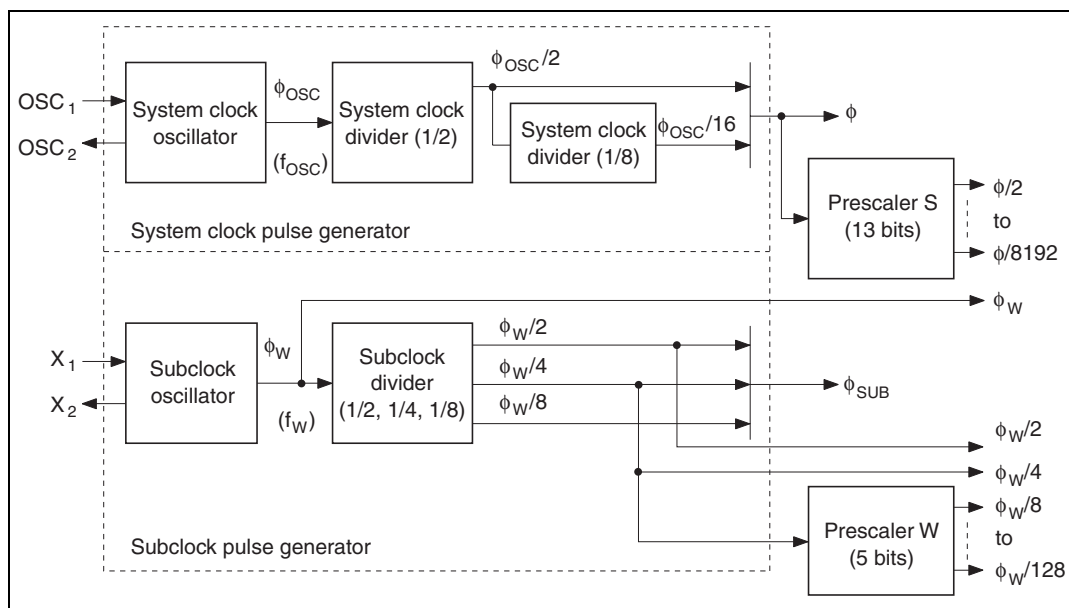 OSC1
OSC2
System clock
oscillator
ϕOSC
(fOSC)
System clock
divider (1/2)
ϕOSC/2
System clock
divider (1/8)
ϕOSC/16
ϕ
Prescaler S
(13 bits)
ϕ/2
to
ϕ/8192
System clock pulse generator
ϕW
X1
X2
Subclock
oscillator
ϕW
(fW)
Subclock
divider
(1/2, 1/4, 1/8)
ϕW/2
ϕW/4
ϕW/8
ϕSUB
ϕW/2
ϕW/4
Prescaler W
(5 bits)
ϕW/8
to
ϕW/128
Subclock pulse generator